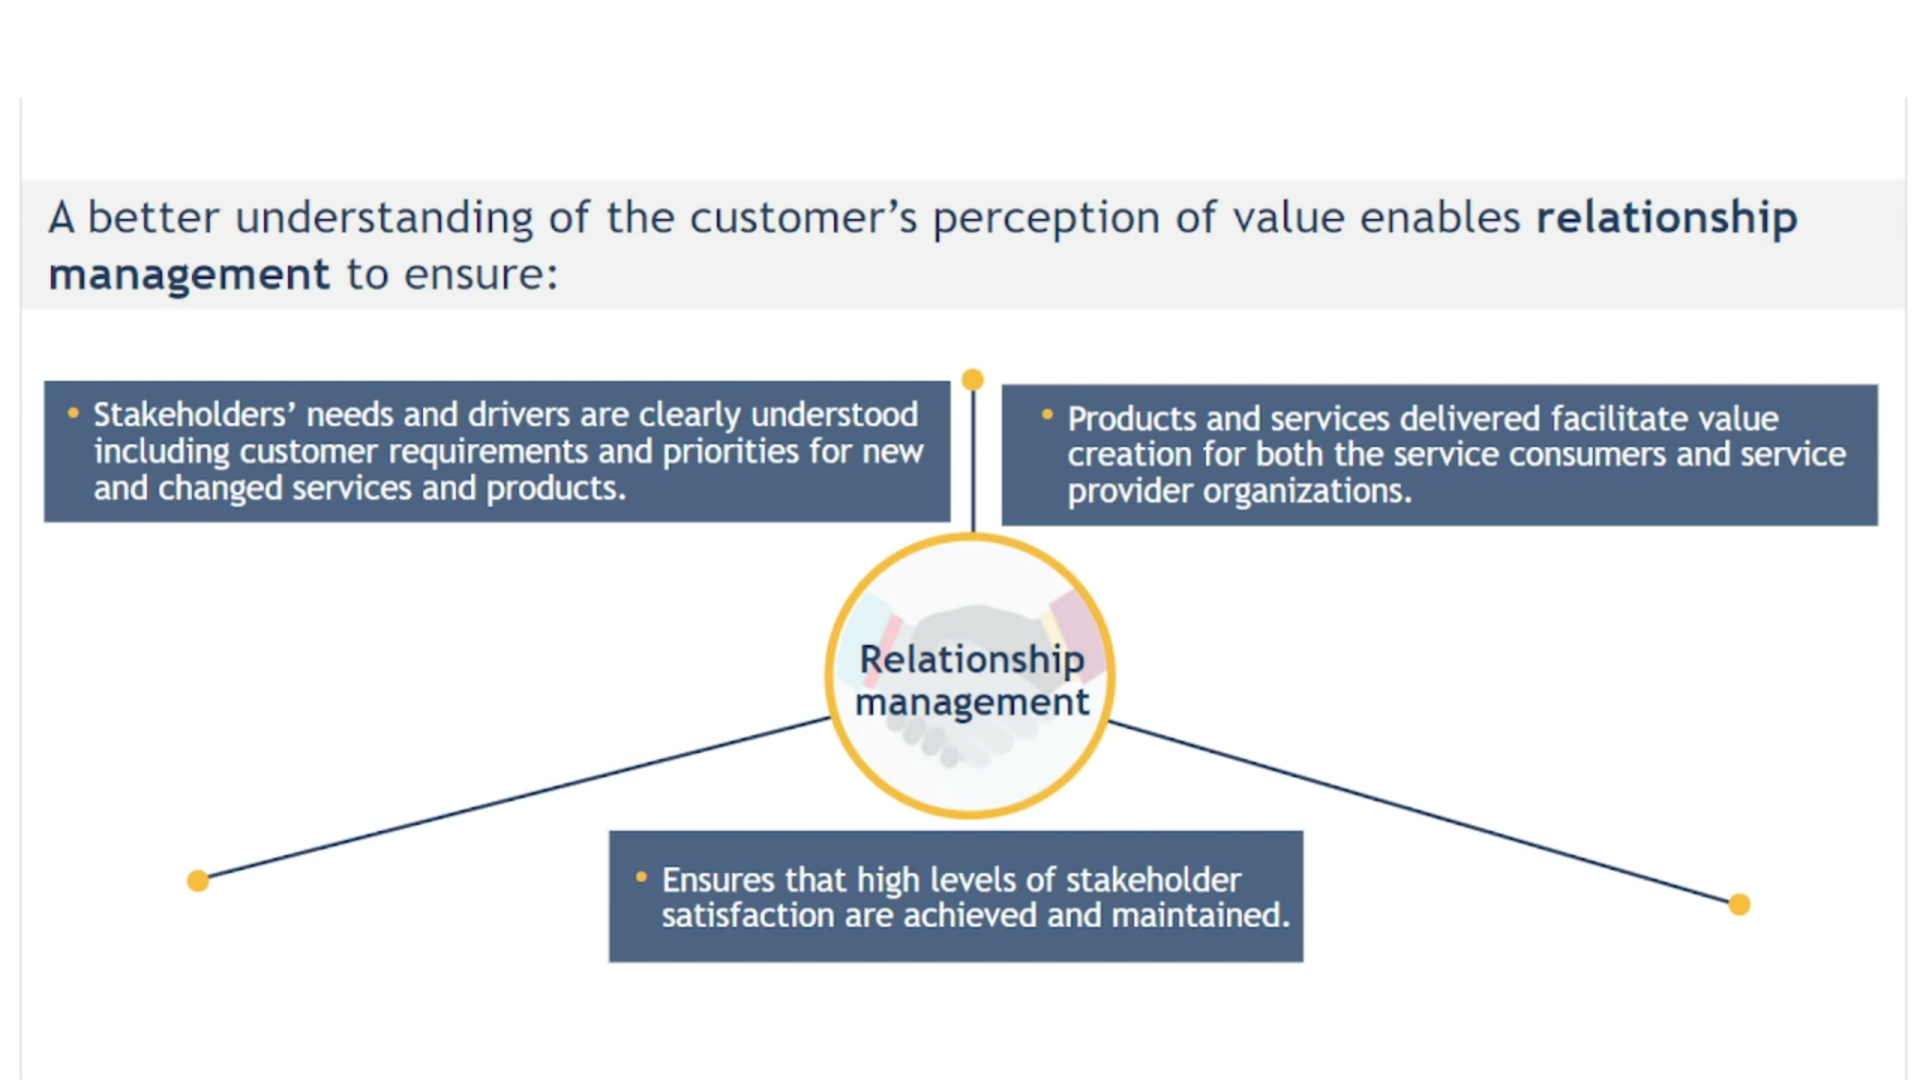 A better understanding of the customer’s perception of value enables relationship
management to ensure:
• Stakeholders’ needs and drivers are clearly understood
including customer requirements and priorities for new
and changed services and products.
• Products and services delivered facilitate value
creation for both the service consumers and service
provider organizations.
Relationship
management
• Ensures that high levels of stakeholder
satisfaction are achieved and maintained.